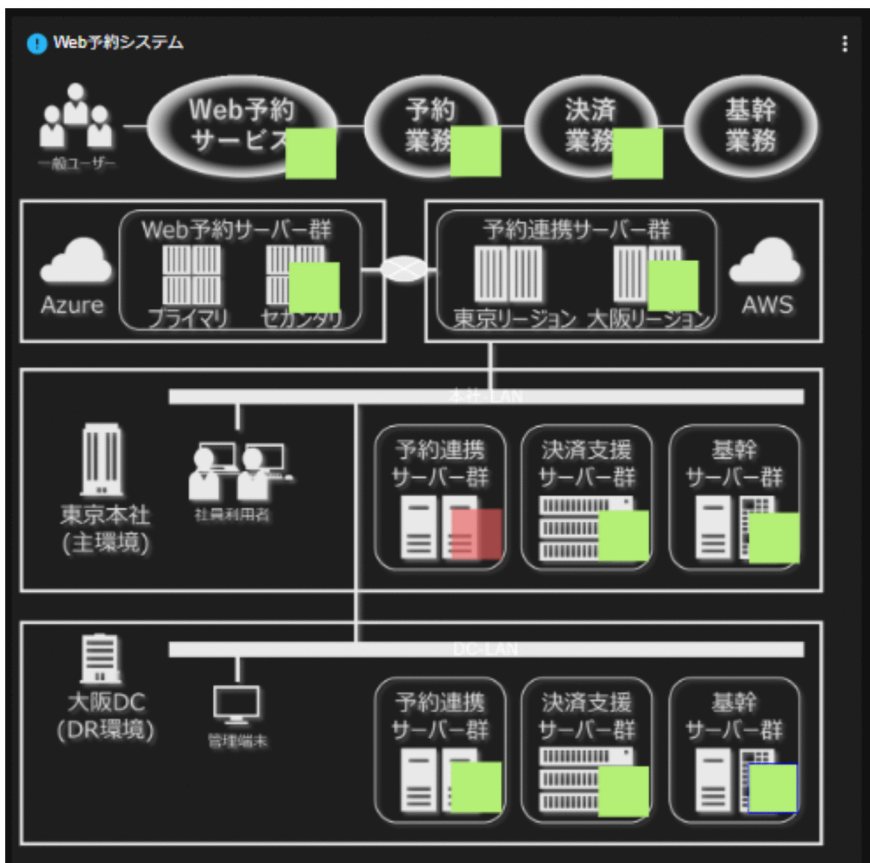 Web予約システム
Web予約
サービス
予約
業務
決済
業務
基幹
業務
一般ユーザー
Web予約サーバー群
プライマリ
セカンダリ
Azure
予約連携サーバー群
東京リージョン
大阪リージョン
AWS
本社-LAN
東京本社
(主環境)
社員利用者
予約連携
サーバー群
決済支援
サーバー群
基幹
サーバー群
DC-LAN
大阪DC
(DR環境)
管理端末
予約連携
サーバー群
決済支援
サーバー群
基幹
サーバー群